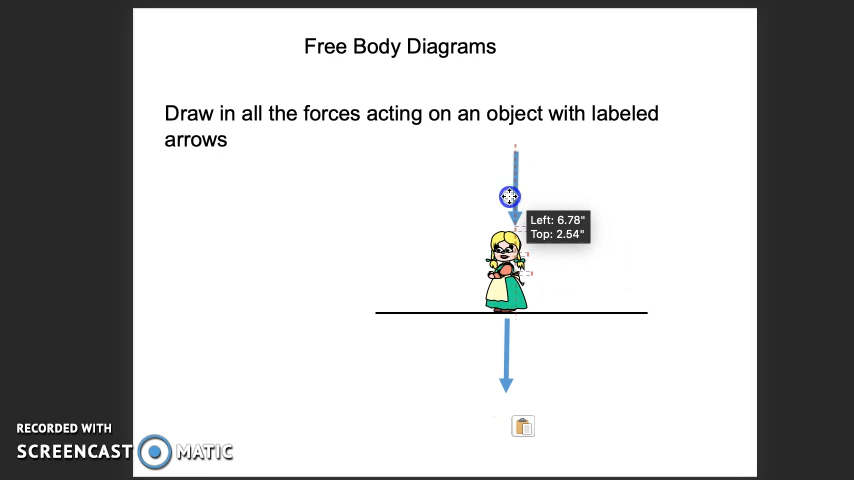 Free Body Diagrams
Draw in all the forces acting on an object with labeled
arrows
Left: 6.78"
Top: 2.54"
RECORDED WITH
SCREENCAST MATIC